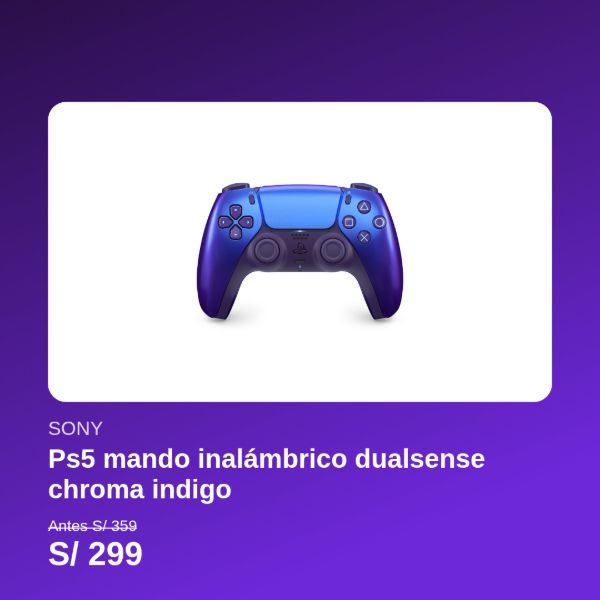 SONY
Ps5 mando inalámbrico dualsense
chroma indigo
Antes S/ 359
S/ 299